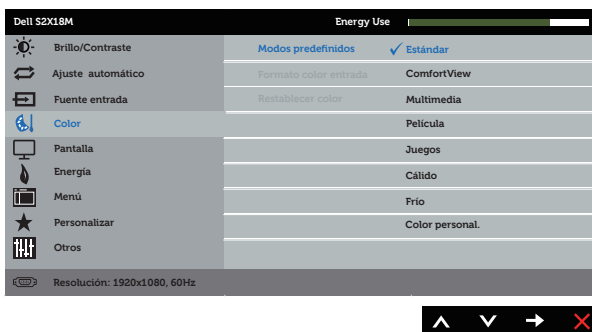 Dell S2X18M Energy Use
Brillo/Contraste Modos predefinidos Estándar
Ajuste automático Formato color entrada ComfortView
Fuente entrada Restablecer color Multimedia
Color Película
Pantalla Juegos
Energía Cálido
Menú Frío
Personalizar Color personal.
Otros
Resolución: 1920x1080, 60Hz